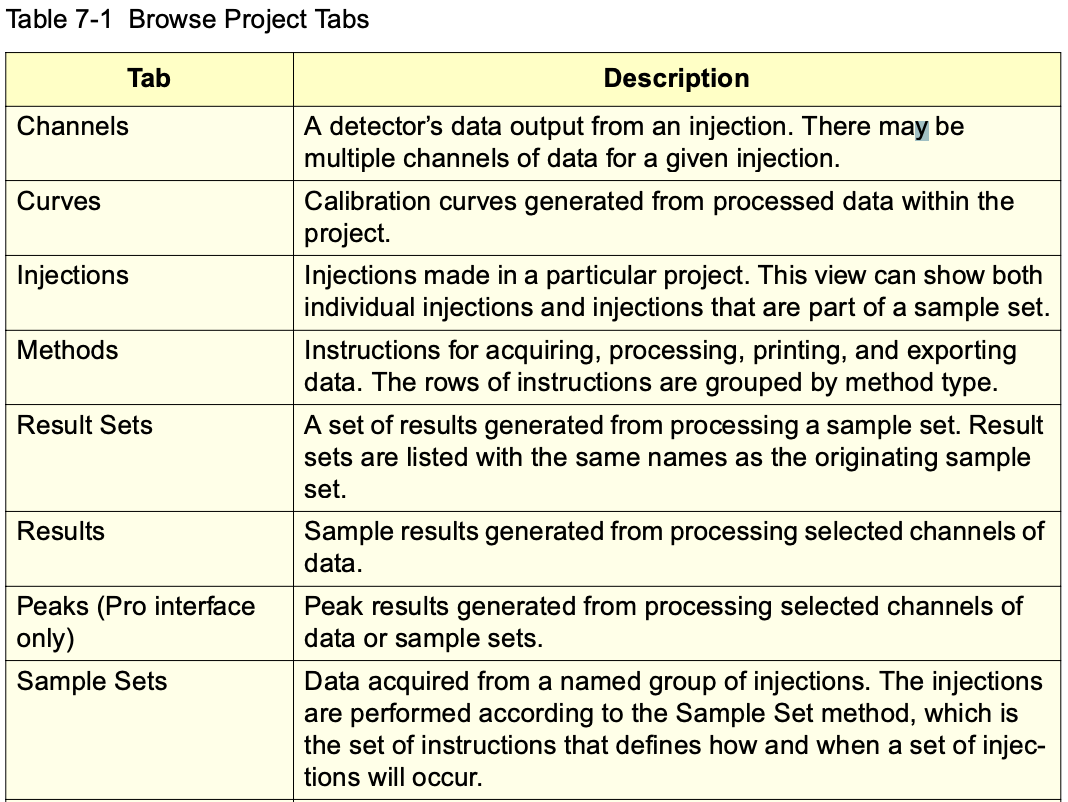 Table 7-1 Browse Project Tabs
Tab
Description
Channels
A detector’s data output from an injection. There may be
multiple channels of data for a given injection.
Curves
Calibration curves generated from processed data within the
project.
Injections
Injections made in a particular project. This view can show both
individual injections and injections that are part of a sample set.
Methods
Instructions for acquiring, processing, printing, and exporting
data. The rows of instructions are grouped by method type.
Result Sets
A set of results generated from processing a sample set. Result
sets are listed with the same names as the originating sample
set.
Results
Sample results generated from processing selected channels of
data.
Peaks (Pro interface
only)
Peak results generated from processing selected channels of
data or sample sets.
Sample Sets
Data acquired from a named group of injections. The injections
are performed according to the Sample Set method, which is
the set of instructions that defines how and when a set of injec-
tions will occur.